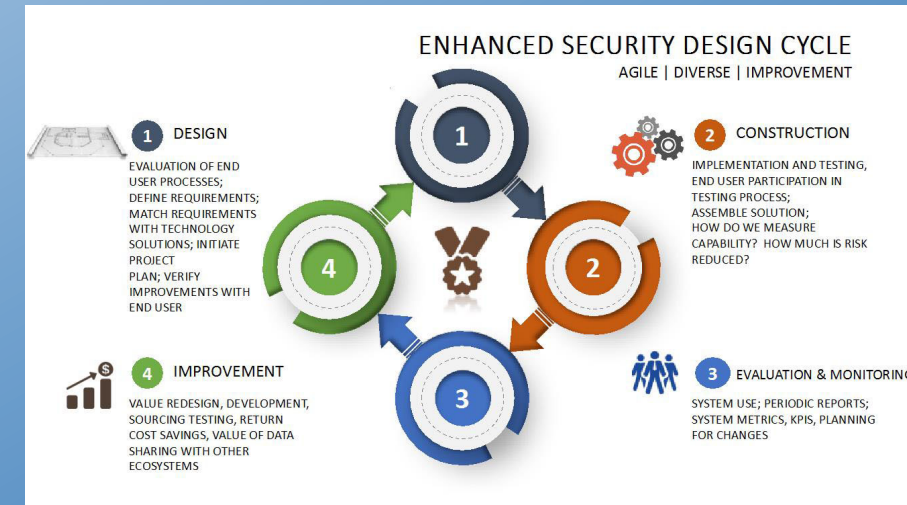 ENHANCED SECURITY DESIGN CYCLE
AGILE | DIVERSE | IMPROVEMENT
1 DESIGN
EVALUATION OF END
USER PROCESSES;
DEFINE REQUIREMENTS;
MATCH REQUIREMENTS
WITH TECHNOLOGY
SOLUTIONS; INITIATE
PROJECT
PLAN; VERIFY
IMPROVEMENTS WITH
END USER
1
2
3
4
2 CONSTRUCTION
IMPLEMENTATION AND TESTING,
END USER PARTICIPATION IN
TESTING PROCESS;
ASSEMBLE SOLUTION;
HOW DO WE MEASURE
CAPABILITY? HOW MUCH IS RISK
REDUCED?
3 EVALUATION & MONITORING
SYSTEM USE; PERIODIC REPORTS;
SYSTEM METRICS, KPIS, PLANNING
FOR CHANGES
4 IMPROVEMENT
VALUE REDESIGN, DEVELOPMENT,
SOURCING TESTING, RETURN
COST SAVINGS, VALUE OF DATA
SHARING WITH OTHER
ECOSYSTEMS
$